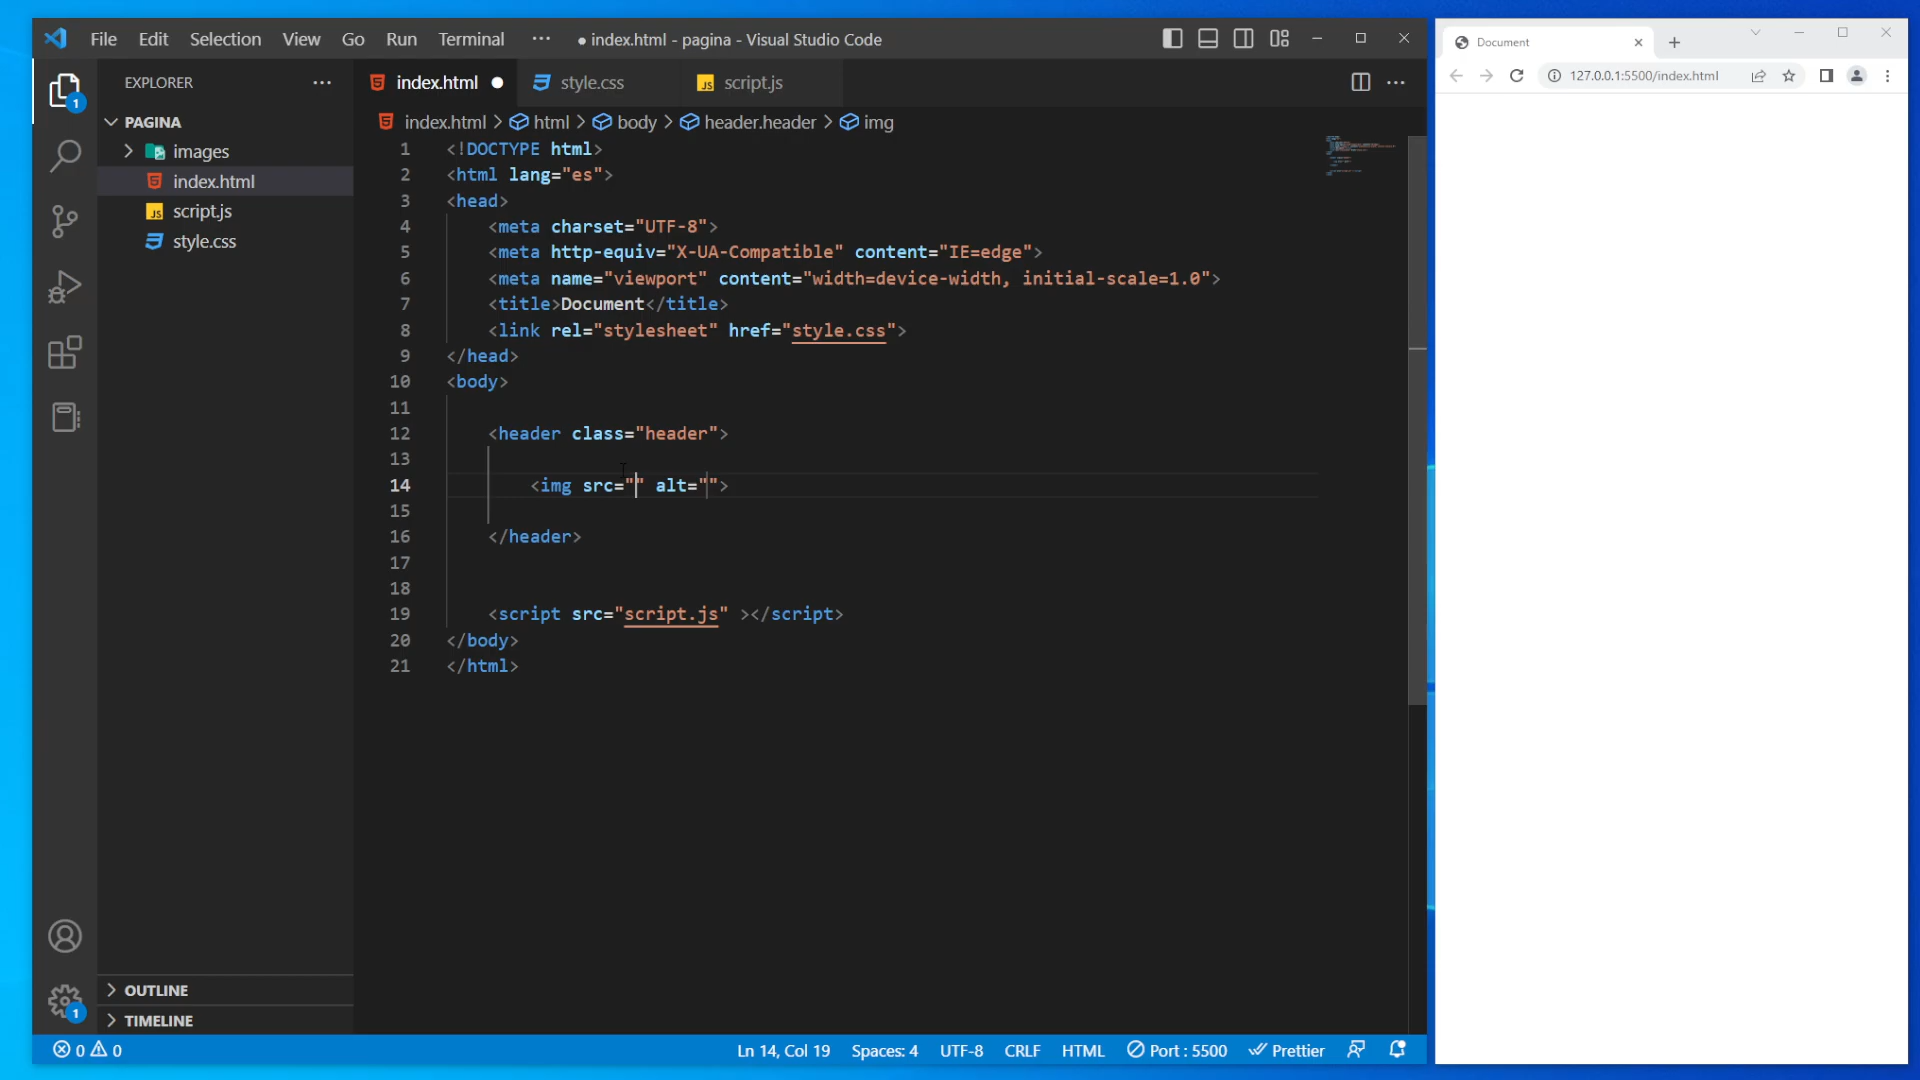 File Edit Selection View Go Run Terminal ··· ● index.html - pagina - Visual Studio Code
EXPLORER ···
PAGINA
images
index.html
script.js
style.css
OUTLINE
TIMELINE
index.html ● style.css script.js
index.html > html > body > header.header > img
1 <!DOCTYPE html>
2 <html lang="es">
3 <head>
4 <meta charset="UTF-8">
5 <meta http-equiv="X-UA-Compatible" content="IE=edge">
6 <meta name="viewport" content="width=device-width, initial-scale=1.0">
7 <title>Document</title>
8 <link rel="stylesheet" href="style.css">
9 </head>
10 <body>
11
12 <header class="header">
13
14 <img src="" alt="">
15
16 </header>
17
18
19 <script src="script.js" ></script>
20 </body>
21 </html>
1
1
0 0 Ln 14, Col 19 Spaces: 4 UTF-8 CRLF HTML Port : 5500 Prettier
Document
127.0.0.1:5500/index.html